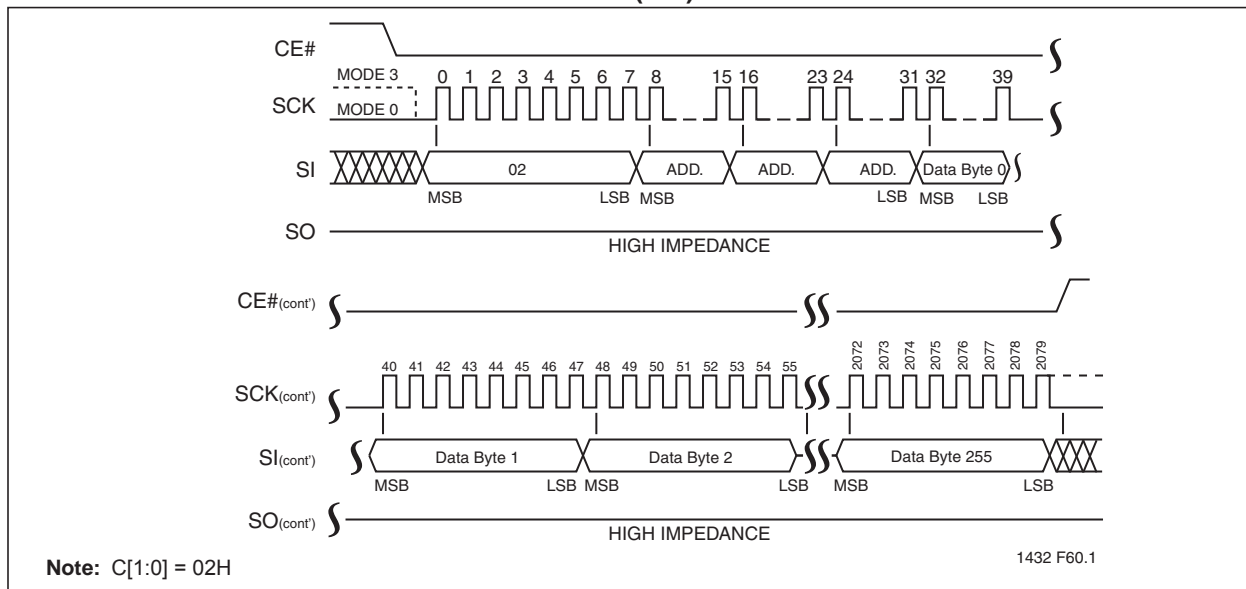 CE#
MODE 3
0 1 2 3 4 5 6 7 8 15 16 23 24 31 32 39
SCK
MODE 0
SI
02 ADD. ADD. ADD. Data Byte 0
MSB LSB MSB LSB MSB LSB
SO
HIGH IMPEDANCE
CE#(cont')
40 41 42 43 44 45 46 47 48 49 50 51 52 53 54 55 2072 2073 2074 2075 2076 2077 2078 2079
SCK(cont')
SI(cont')
Data Byte 1 Data Byte 2 Data Byte 255
MSB LSB MSB LSB MSB LSB
SO(cont')
HIGH IMPEDANCE
1432 F60.1
Note: C[1:0] = 02H